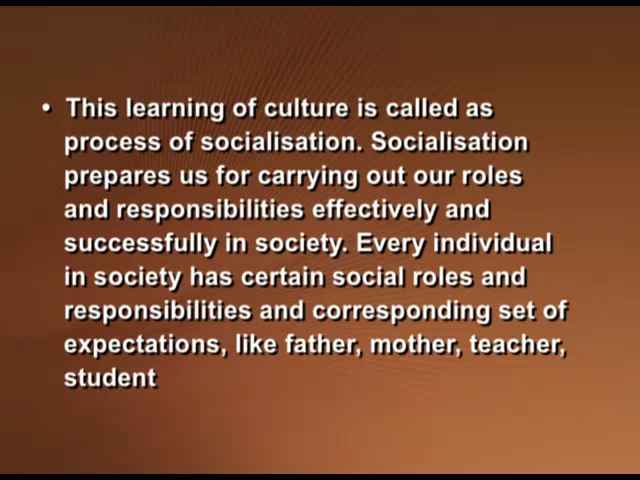 • This learning of culture is called as
process of socialisation. Socialisation
prepares us for carrying out our roles
and responsibilities effectively and
successfully in society. Every individual
in society has certain social roles and
responsibilities and corresponding set of
expectations, like father, mother, teacher,
student